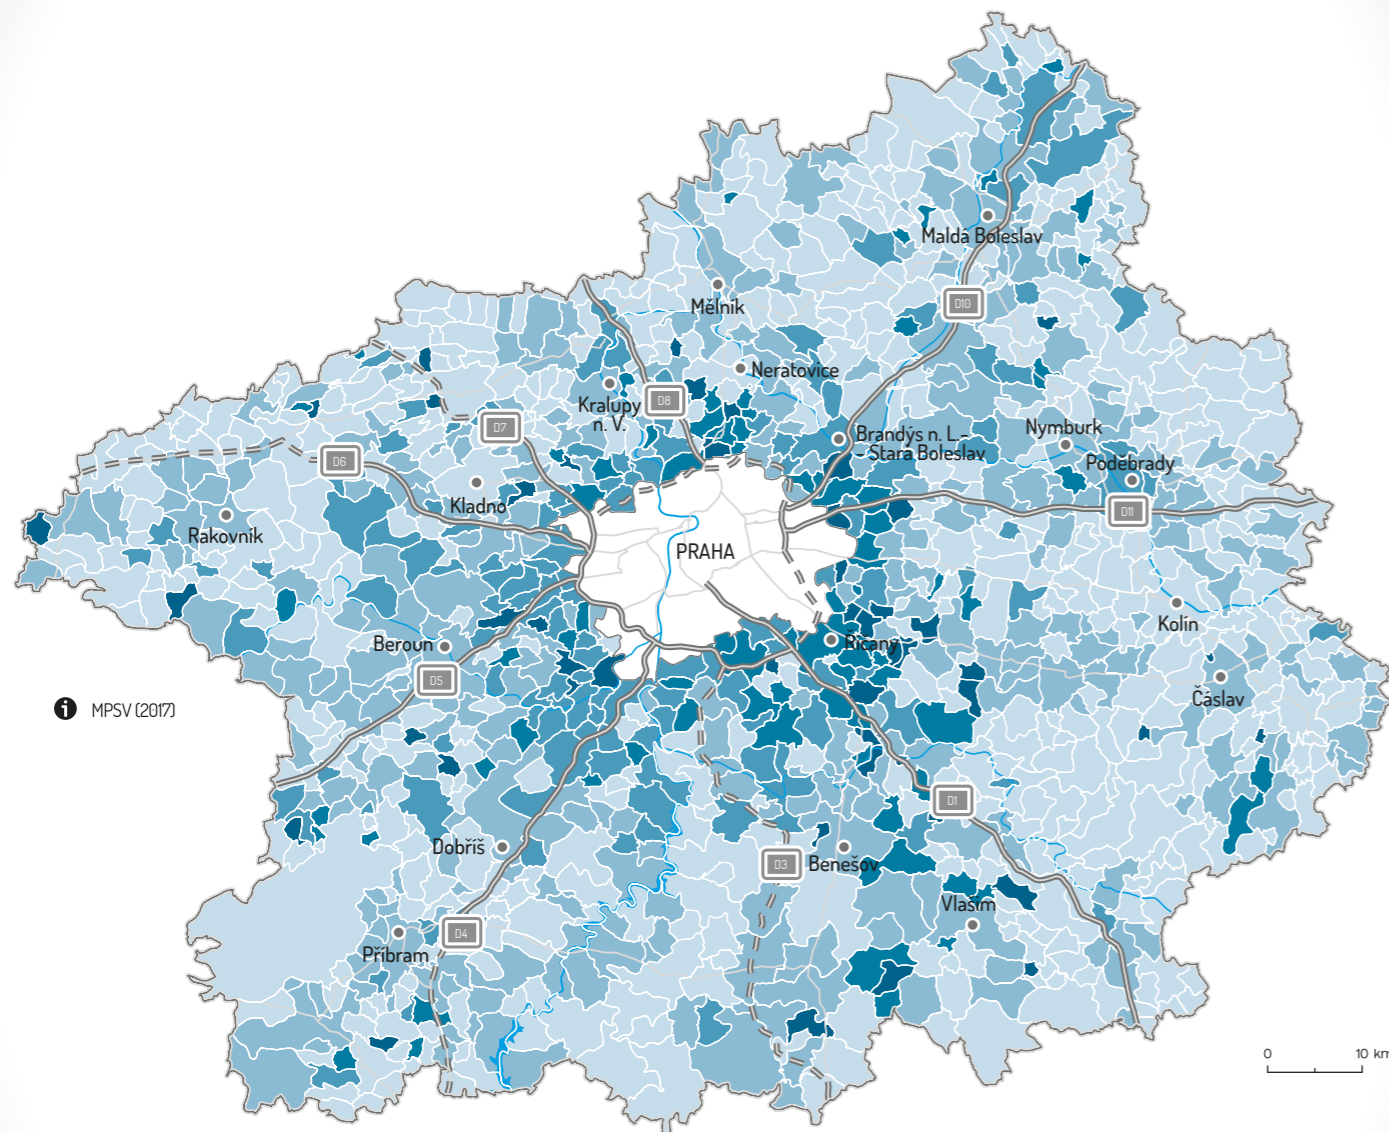 Maldá Boleslav
D10
Mělník
Neratovice
Kralupy
n. V.
D8
D7
Brandýs n. L.–
– Stará Boleslav
Nymburk
Poděbrady
D6
Kladno
D11
Rakovník
PRAHA
Kolín
Beroun
Říčany
D5
Čáslav
MPSV (2017)
D1
Dobříš
D3
Benešov
Vlašim
D4
Příbram
0 10 km